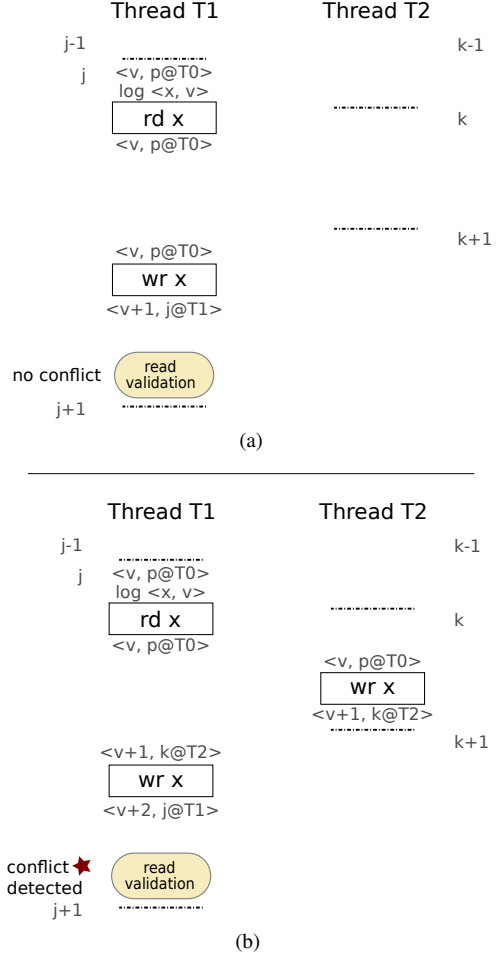 Thread T1 Thread T2
j-1 k-1
j <v, p@T0>
log <x, v>
rd x k
<v, p@T0>
k+1
<v, p@T0>
wr x
<v+1, j@T1>
no conflict read
validation
j+1
(a)
Thread T1 Thread T2
j-1 k-1
j <v, p@T0>
log <x, v>
rd x k
<v, p@T0> <v, p@T0>
wr x
<v+1, k@T2>
k+1
<v+1, k@T2>
wr x
<v+2, j@T1>
conflict read
detected validation
j+1
(b)